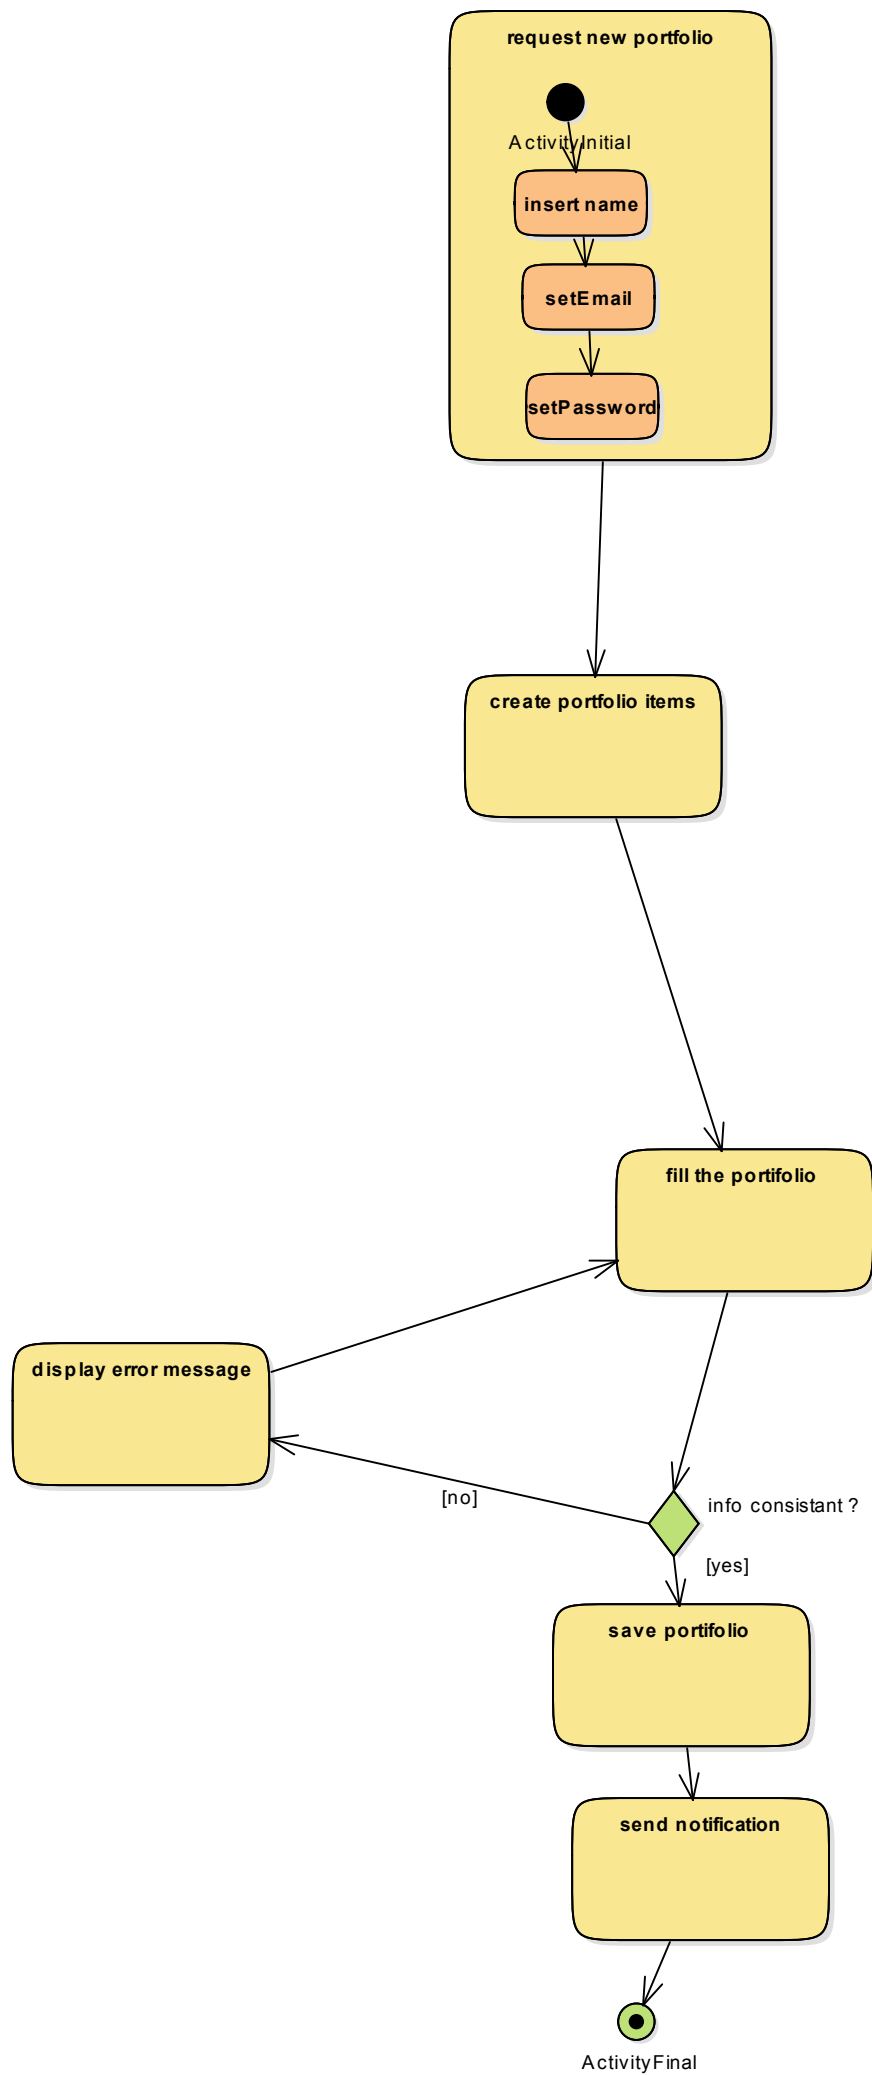 request new portfolio
ActivityInitial
insert name
setEmail
setPassword
create portfolio items
fill the portifolio
display error message
[no]
info consistant ?
[yes]
save portifolio
send notification
ActivityFinal